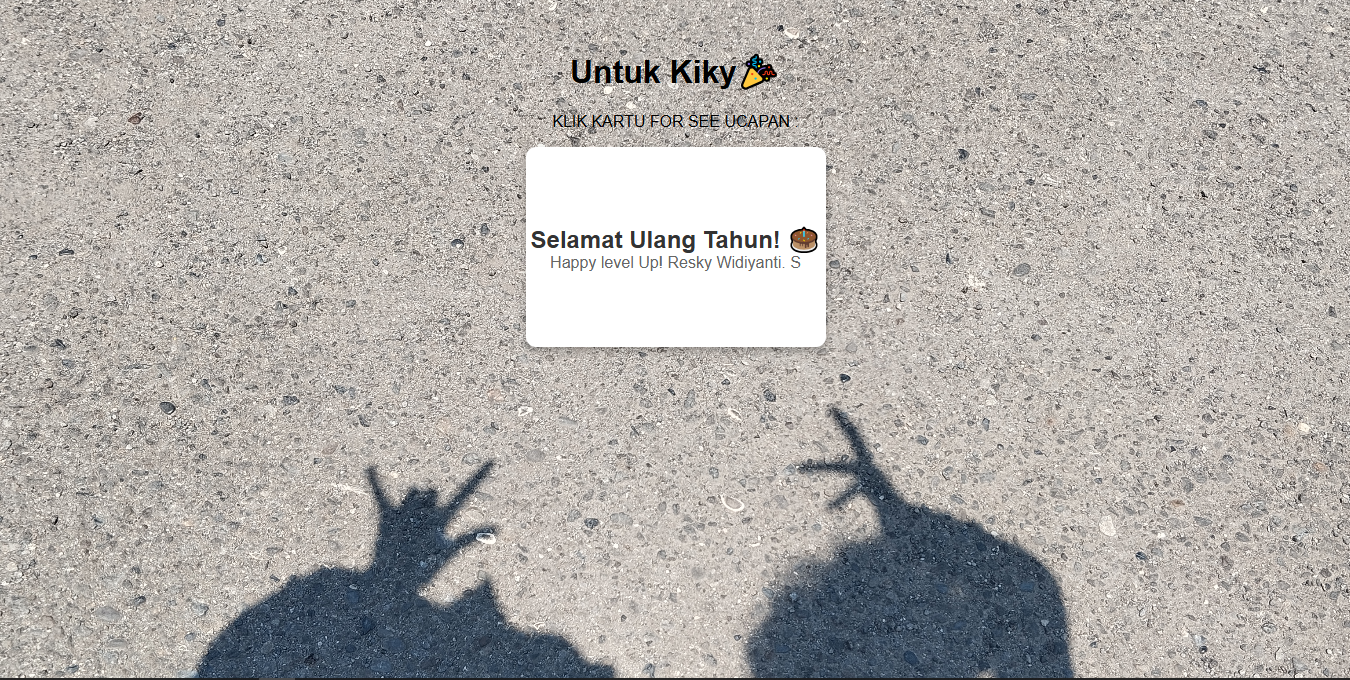 Untuk Kiky🎉
KLIK KARTU FOR SEE UCAPAN
Selamat Ulang Tahun! 🎂
Happy level Up! Resky Widiyanti. S